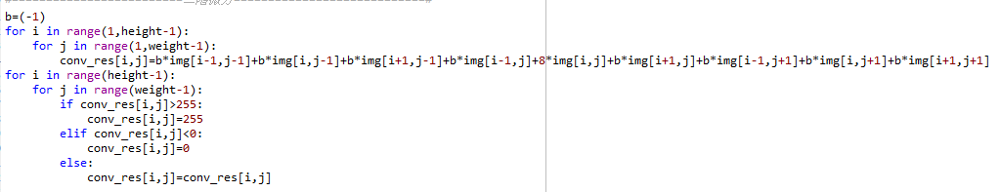 b=(-1)
for i in range(1,height-1):
    for j in range(1,weight-1):
        conv_res[i,j]=b*img[i-1,j-1]+b*img[i,j-1]+b*img[i+1,j-1]+b*img[i-1,j]+8*img[i,j]+b*img[i+1,j]+b*img[i-1,j+1]+b*img[i,j+1]+b*img[i+1,j+1]
for i in range(height-1):
    for j in range(weight-1):
        if conv_res[i,j]>255:
            conv_res[i,j]=255
        elif conv_res[i,j]<0:
            conv_res[i,j]=0
        else:
            conv_res[i,j]=conv_res[i,j]